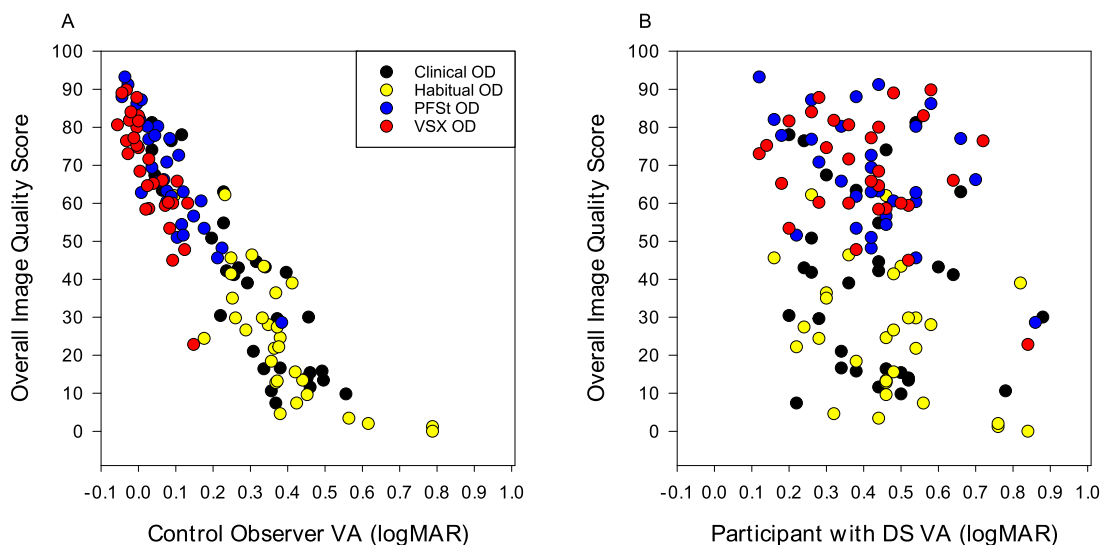 A
Overall Image Quality Score
100
90
80
70
60
50
40
30
20
10
0
-0.1 0.0 0.1 0.2 0.3 0.4 0.5 0.6 0.7 0.8 0.9 1.0
Control Observer VA (logMAR)
Clinical OD
Habitual OD
PFSt OD
VSX OD
B
Overall Image Quality Score
100
90
80
70
60
50
40
30
20
10
0
-0.1 0.0 0.1 0.2 0.3 0.4 0.5 0.6 0.7 0.8 0.9 1.0
Participant with DS VA (logMAR)